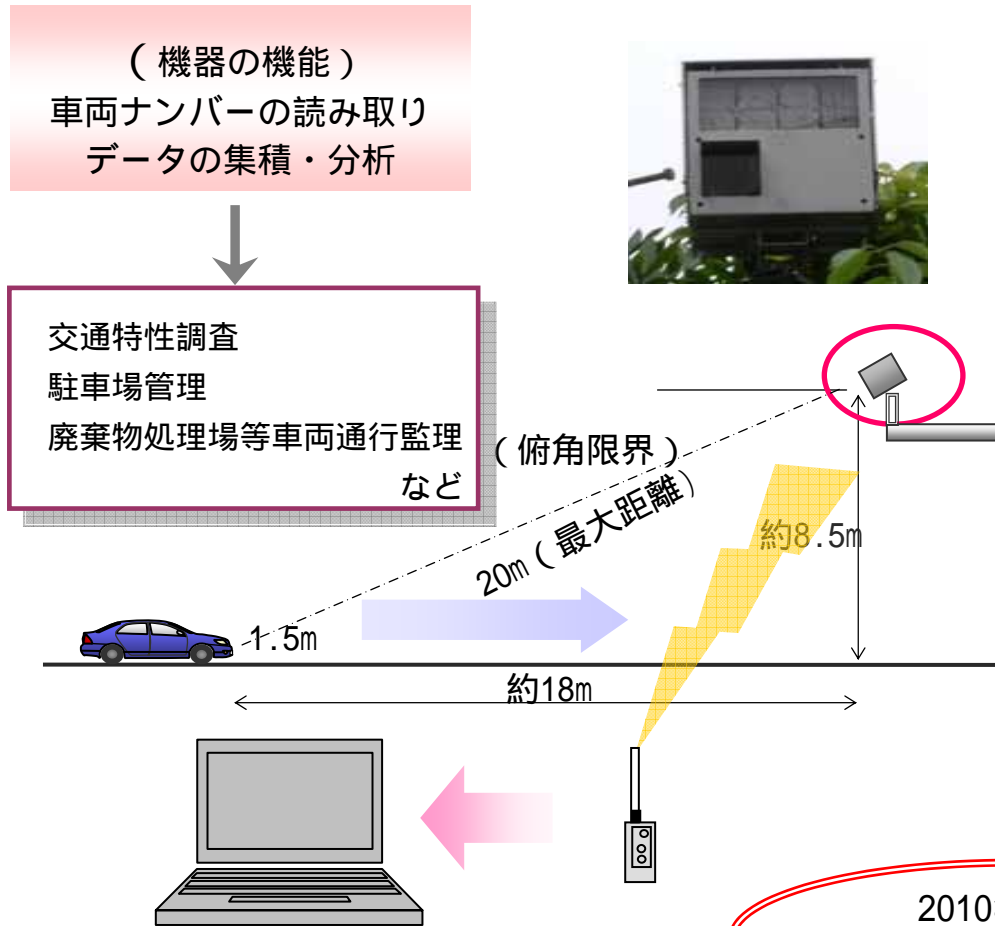 (機器の機能)
車両ナンバーの読み取り
データの集積・分析
交通特性調査
駐車場管理
廃棄物処理場等車両通行監理
など
(俯角限界)
20m(最大距離)
約8.5m
1.5m
約18m
2010